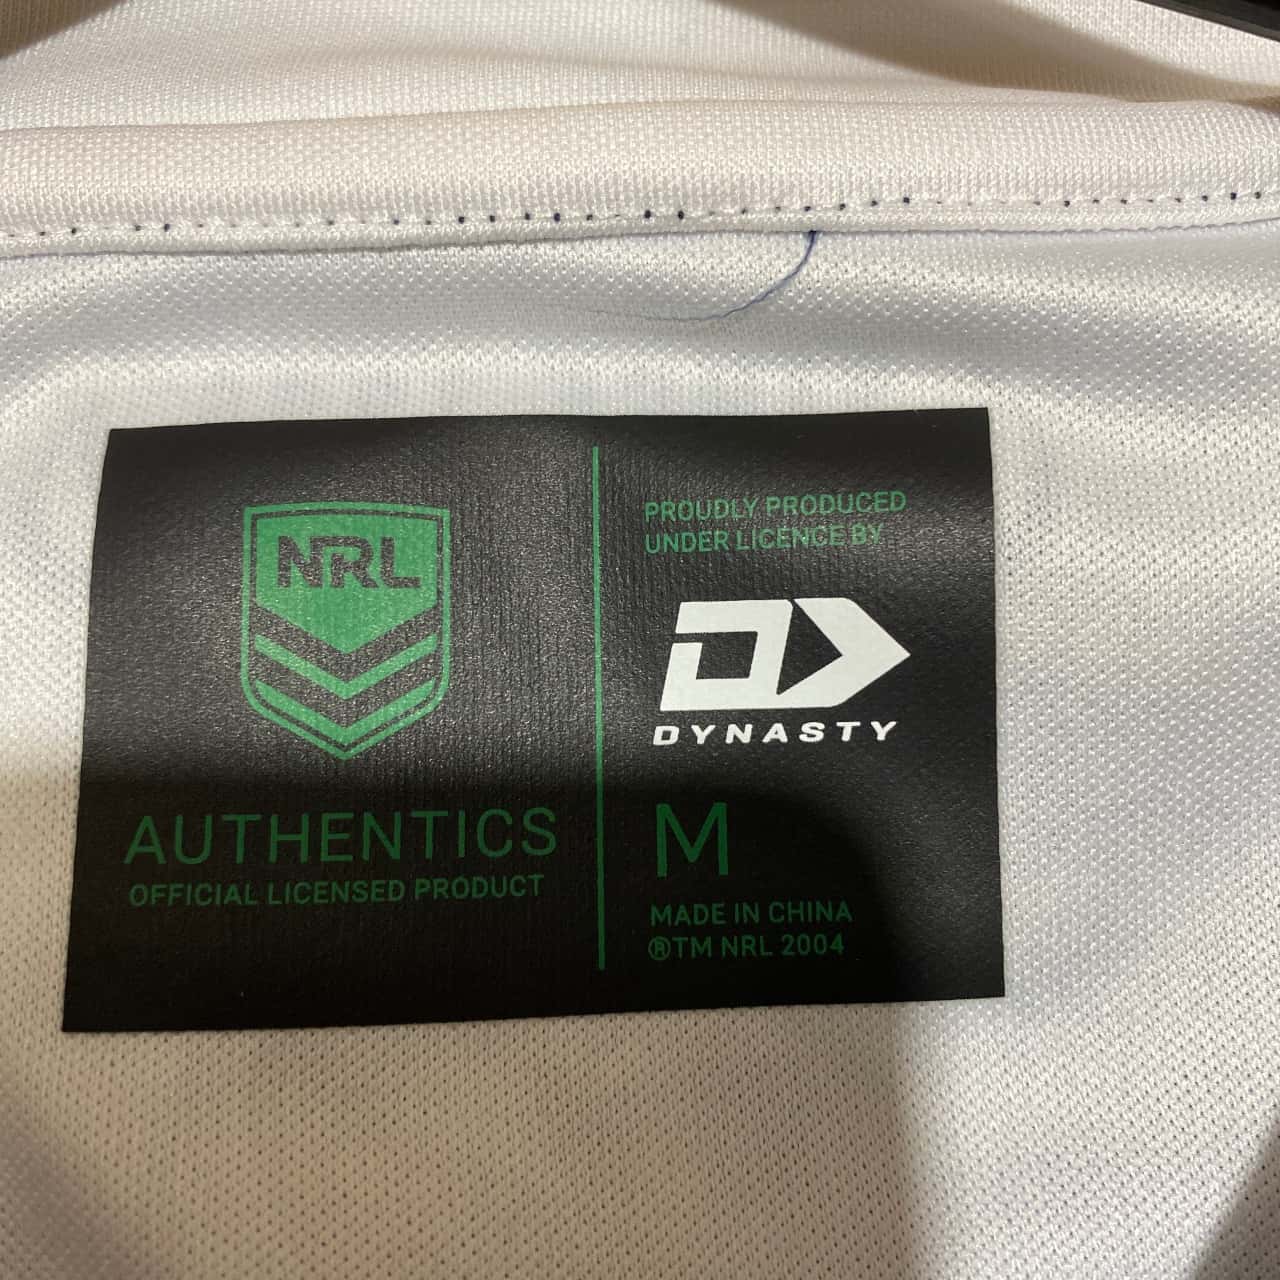 NRL
AUTHENTICS
OFFICIAL LICENSED PRODUCT
PROUDLY PRODUCED
UNDER LICENCE BY
DYNASTY
M
MADE IN CHINA
®TM NRL 2004